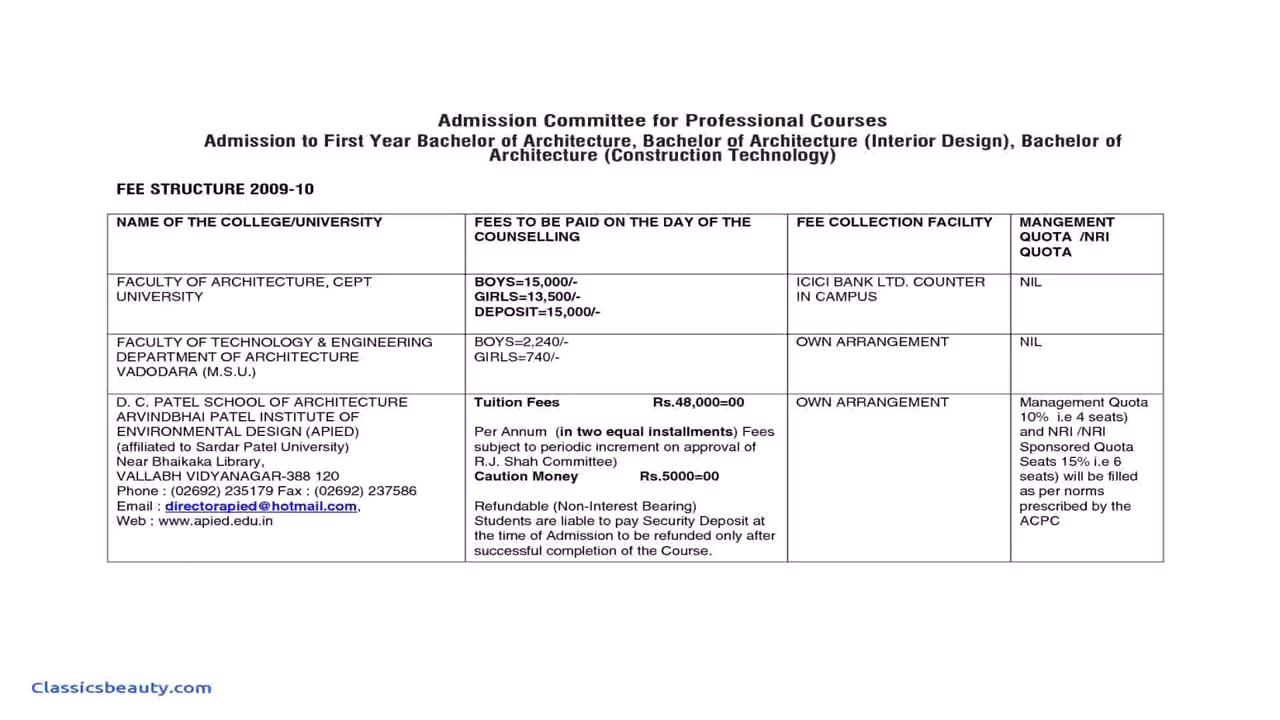 Admission Committee for Professional Courses
Admission to First Year Bachelor of Architecture, Bachelor of Architecture (Interior Design), Bachelor of
Architecture (Construction Technology)
FEE STRUCTURE 2009-10
NAME OF THE COLLEGE/UNIVERSITY
FEES TO BE PAID ON THE DAY OF THE
COUNSELLING
FEE COLLECTION FACILITY
MANGEMENT
QUOTA /NRI
QUOTA
FACULTY OF ARCHITECTURE, CEPT
UNIVERSITY
BOYS=15,000/-
GIRLS=13,500/-
DEPOSIT=15,000/-
ICICI BANK LTD. COUNTER
IN CAMPUS
NIL
FACULTY OF TECHNOLOGY & ENGINEERING
DEPARTMENT OF ARCHITECTURE
VADODARA (M.S.U.)
BOYS=2,240/-
GIRLS=740/-
OWN ARRANGEMENT
NIL
D. C. PATEL SCHOOL OF ARCHITECTURE
ARVINDBHAI PATEL INSTITUTE OF
ENVIRONMENTAL DESIGN (APIED)
(affiliated to Sardar Patel University)
Near Bhaikaka Library,
VALLABH VIDYANAGAR-388 120
Phone : (02692) 235179 Fax : (02692) 237586
Email : directorapied@hotmail.com,
Web : www.apied.edu.in
Tuition Fees Rs.48,000=00
Per Annum (in two equal installments) Fees
subject to periodic increment on approval of
R.J. Shah Committee)
Caution Money Rs.5000=00
Refundable (Non-Interest Bearing)
Students are liable to pay Security Deposit at
the time of Admission to be refunded only after
successful completion of the Course.
OWN ARRANGEMENT
Management Quota
10% i.e 4 seats)
and NRI /NRI
Sponsored Quota
Seats 15% i.e 6
seats) will be filled
as per norms
prescribed by the
ACPC
Classicsbeauty.com